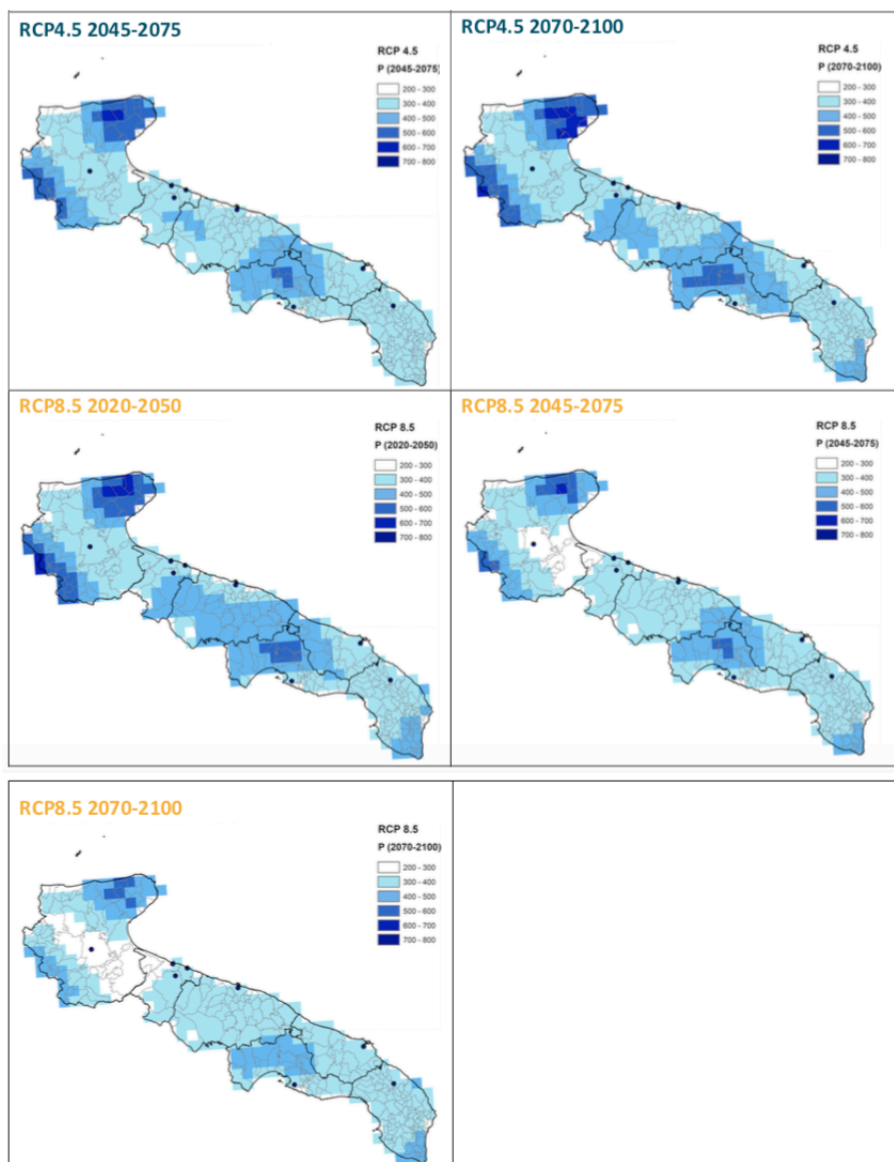 RCP4.5 2045-2075
RCP 4.5
P (2045-2075)
200 - 300
300 - 400
400 - 500
500 - 600
600 - 700
700 - 800
RCP4.5 2070-2100
RCP 4.5
P (2070-2100)
200 - 300
300 - 400
400 - 500
500 - 600
600 - 700
700 - 800
RCP8.5 2020-2050
RCP 8.5
P (2020-2050)
200 - 300
300 - 400
400 - 500
500 - 600
600 - 700
700 - 800
RCP8.5 2045-2075
RCP 8.5
P (2045-2075)
200 - 300
300 - 400
400 - 500
500 - 600
600 - 700
700 - 800
RCP8.5 2070-2100
RCP 8.5
P (2070-2100)
200 - 300
300 - 400
400 - 500
500 - 600
600 - 700
700 - 800